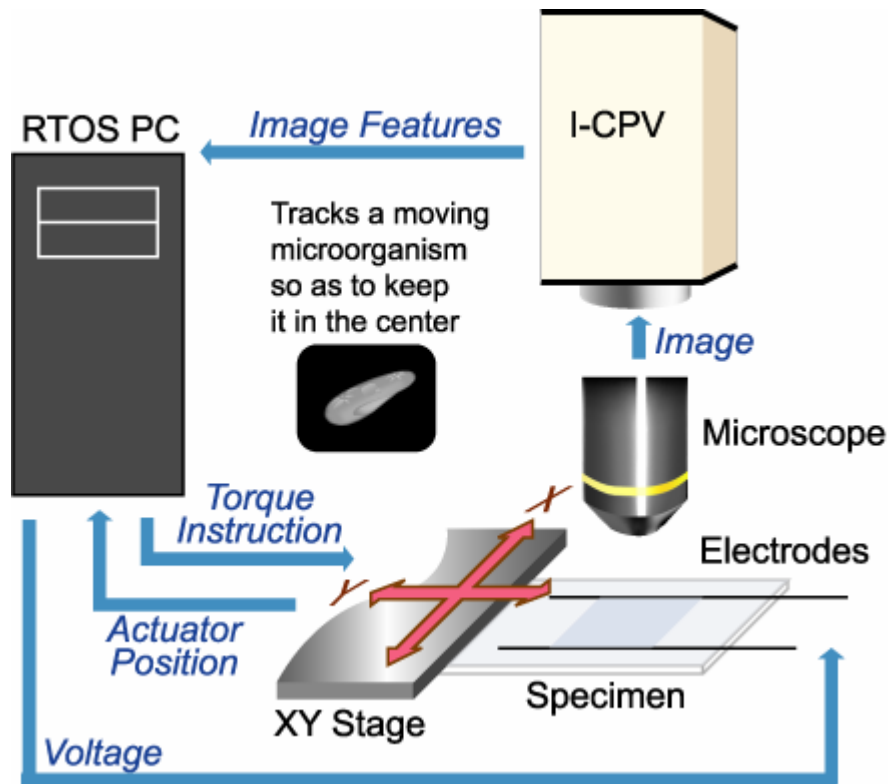 RTOS PC
Image Features
I-CPV
Tracks a moving
microorganism
so as to keep
it in the center
Image
Microscope
Torque
Instruction
X
Y
Electrodes
Actuator
Position
XY Stage
Specimen
Voltage